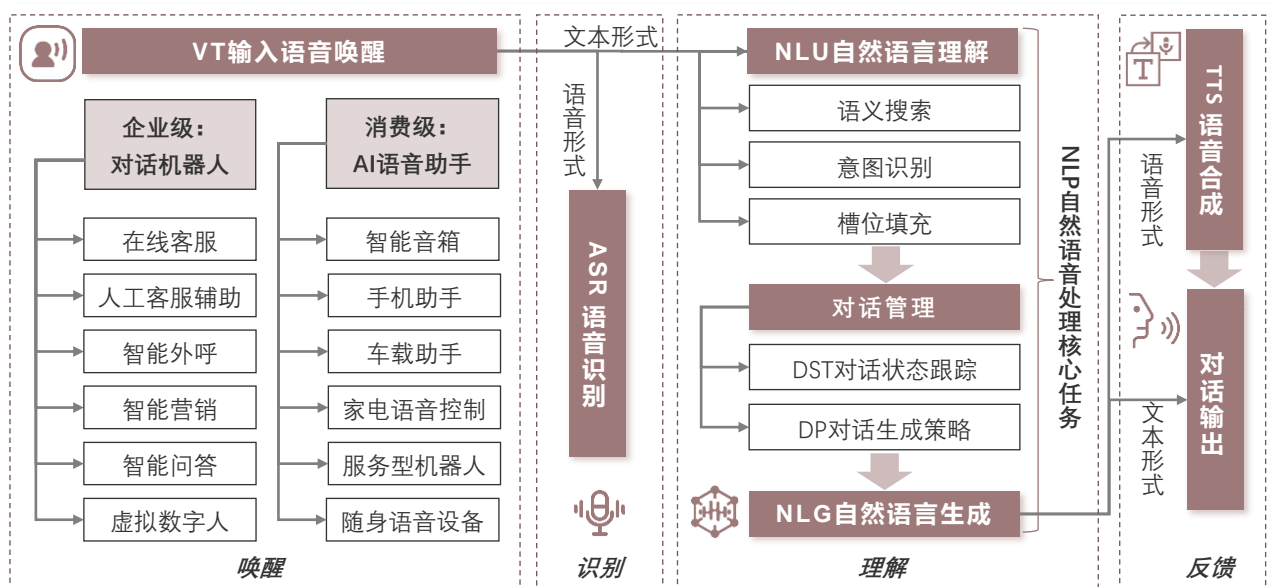 VT输入语音唤醒
企业级：
对话机器人
在线客服
人工客服辅助
智能外呼
智能营销
智能问答
虚拟数字人
消费级：
AI语音助手
智能音箱
手机助手
车载助手
家电语音控制
服务型机器人
随身语音设备
唤醒
文本形式
语音形式
ASR 语音识别
识别
NLU自然语言理解
语义搜索
意图识别
槽位填充
对话管理
DST对话状态跟踪
DP对话生成策略
NLG自然语言生成
NLP自然语音处理核心任务
理解
T
TTS 语音合成
语音形式
对话输出
文本形式
反馈